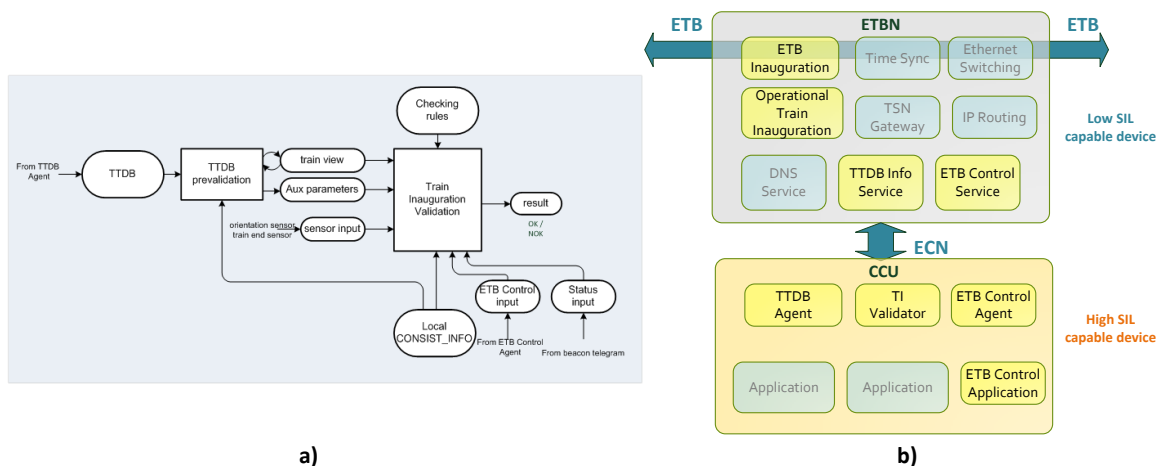 Checking
rules
From TTDB
Agent
TTDB
TTDB
prevalidation
train view
Aux parameters
orientation sensor
train end sensor
sensor input
Train
Inauguration
Validation
result
OK /
NOK
Local
CONSIST_INFO
ETB Control
input
Status
input
From ETB Control
Agent
From beacon telegram
a)
ETB
ETB
ETBN
ETB
Inauguration
Time Sync
Ethernet
Switching
Operational
Train
Inauguration
TSN
Gateway
IP Routing
Low SIL
capable device
DNS
Service
TTDB Info
Service
ETB Control
Service
ECN
CCU
TTDB
Agent
TI
Validator
ETB Control
Agent
High SIL
capable device
Application
Application
ETB Control
Application
b)